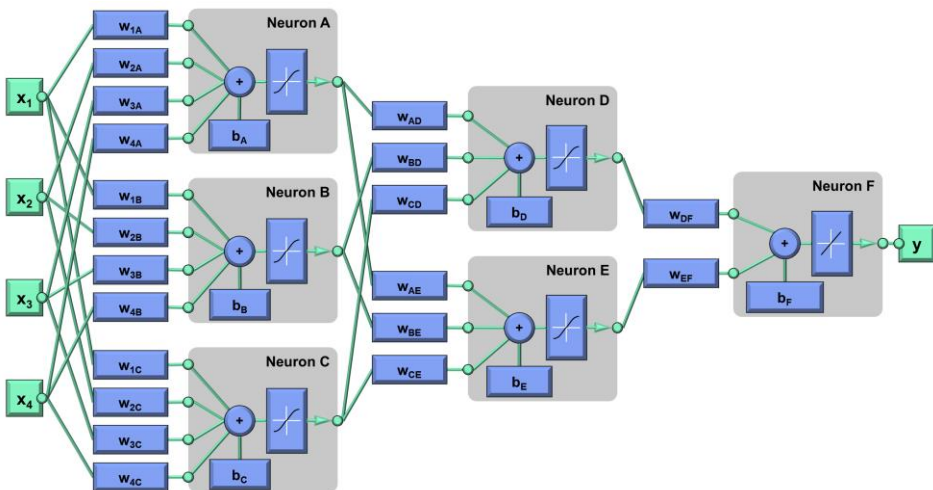 Neuron A
w1A
w2A
w3A
w4A
+
bA
x1
x2
x3
x4
Neuron B
w1B
w2B
w3B
w4B
+
bB
Neuron C
w1C
w2C
w3C
w4C
+
bC
Neuron D
wAD
wBD
wCD
+
bD
Neuron E
wAE
wBE
wCE
+
bE
Neuron F
wDF
wEF
+
bF
y